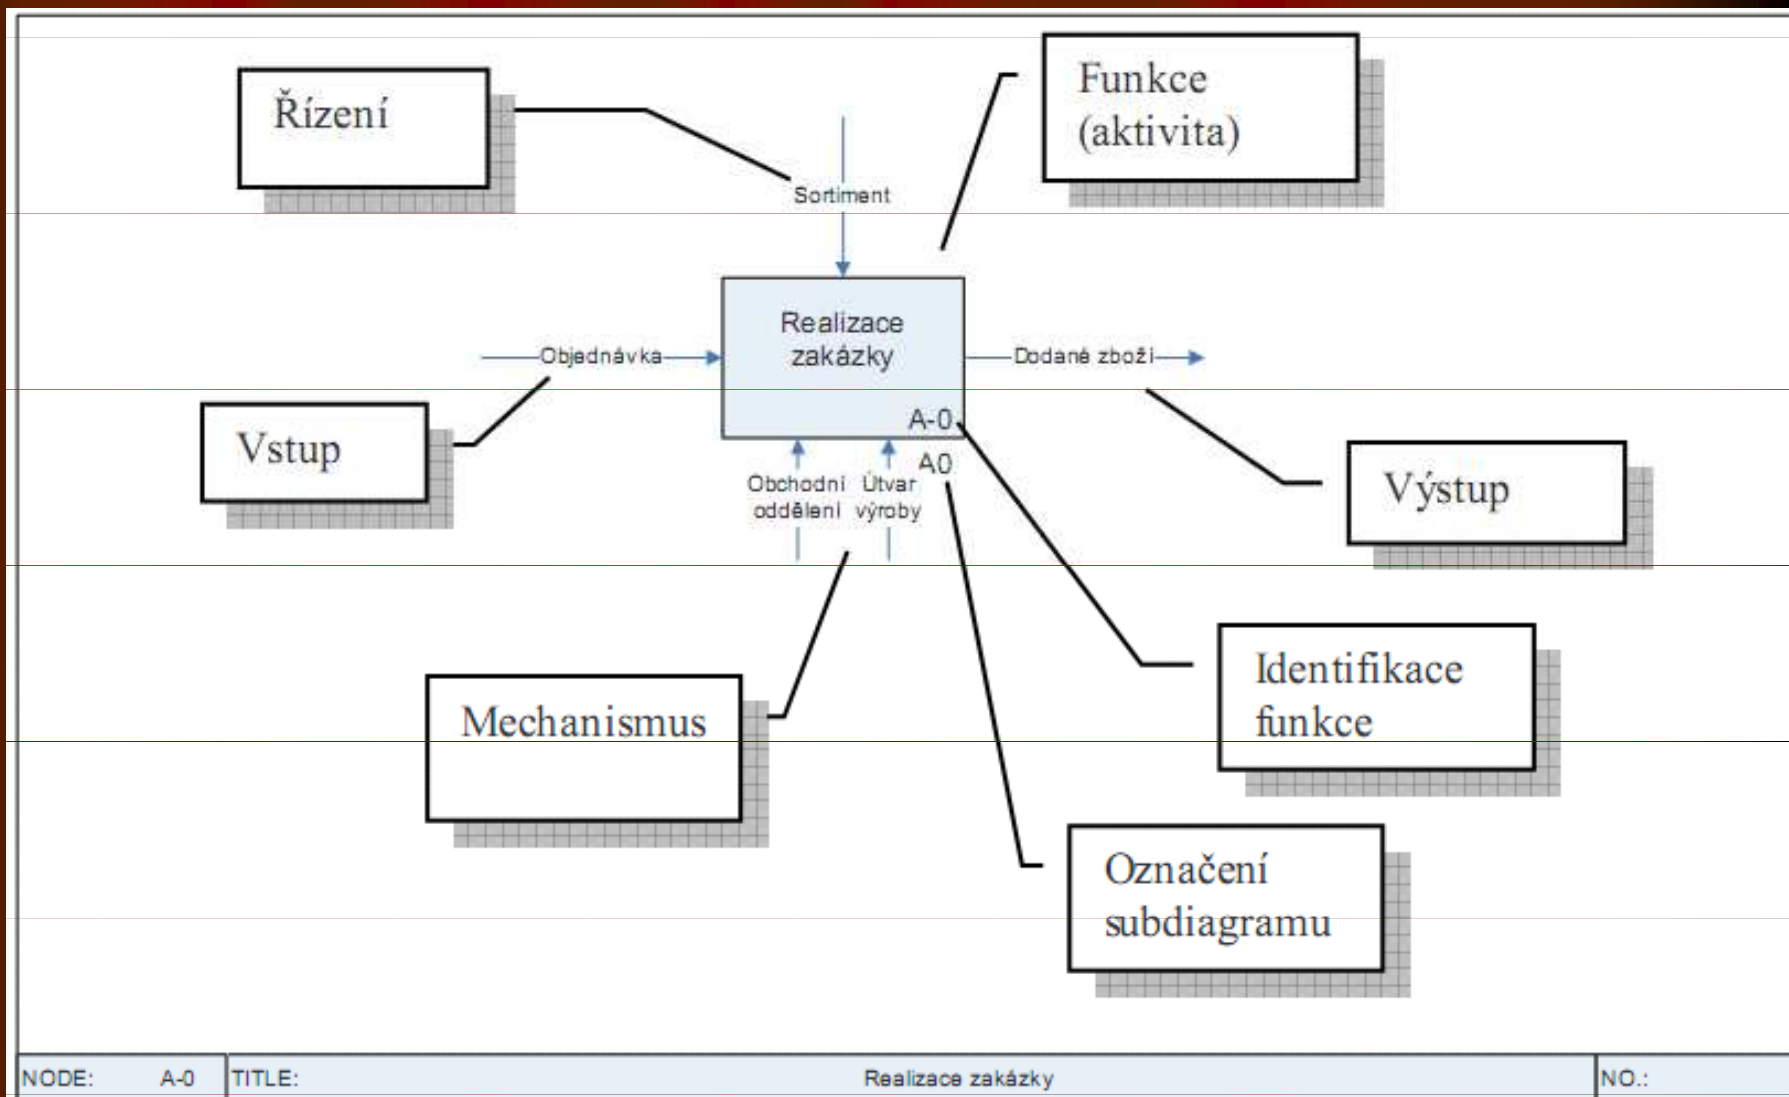 Řízení
Funkce
(aktivita)
Sortiment
Realizace
zakázky
Objednávka
Dodané zboží
A-0
Vstup
A0
Obchodní
oddělení
Útvar
výroby
Výstup
Identifikace
funkce
Mechanismus
Označení
subdiagramu
NODE: A-0 TITLE: Realizace zakázky NO.: